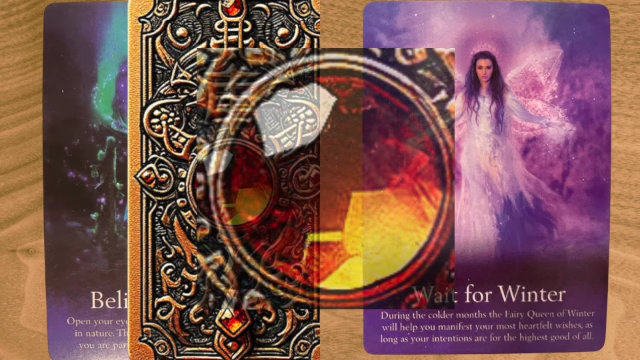 Beli
Open your eye
in nature. Th
you are par
Wait for Winter
During the colder months the Fairy Queen of Winter
will help you manifest your most heartfelt wishes, as
long as your intentions are for the highest good of all.